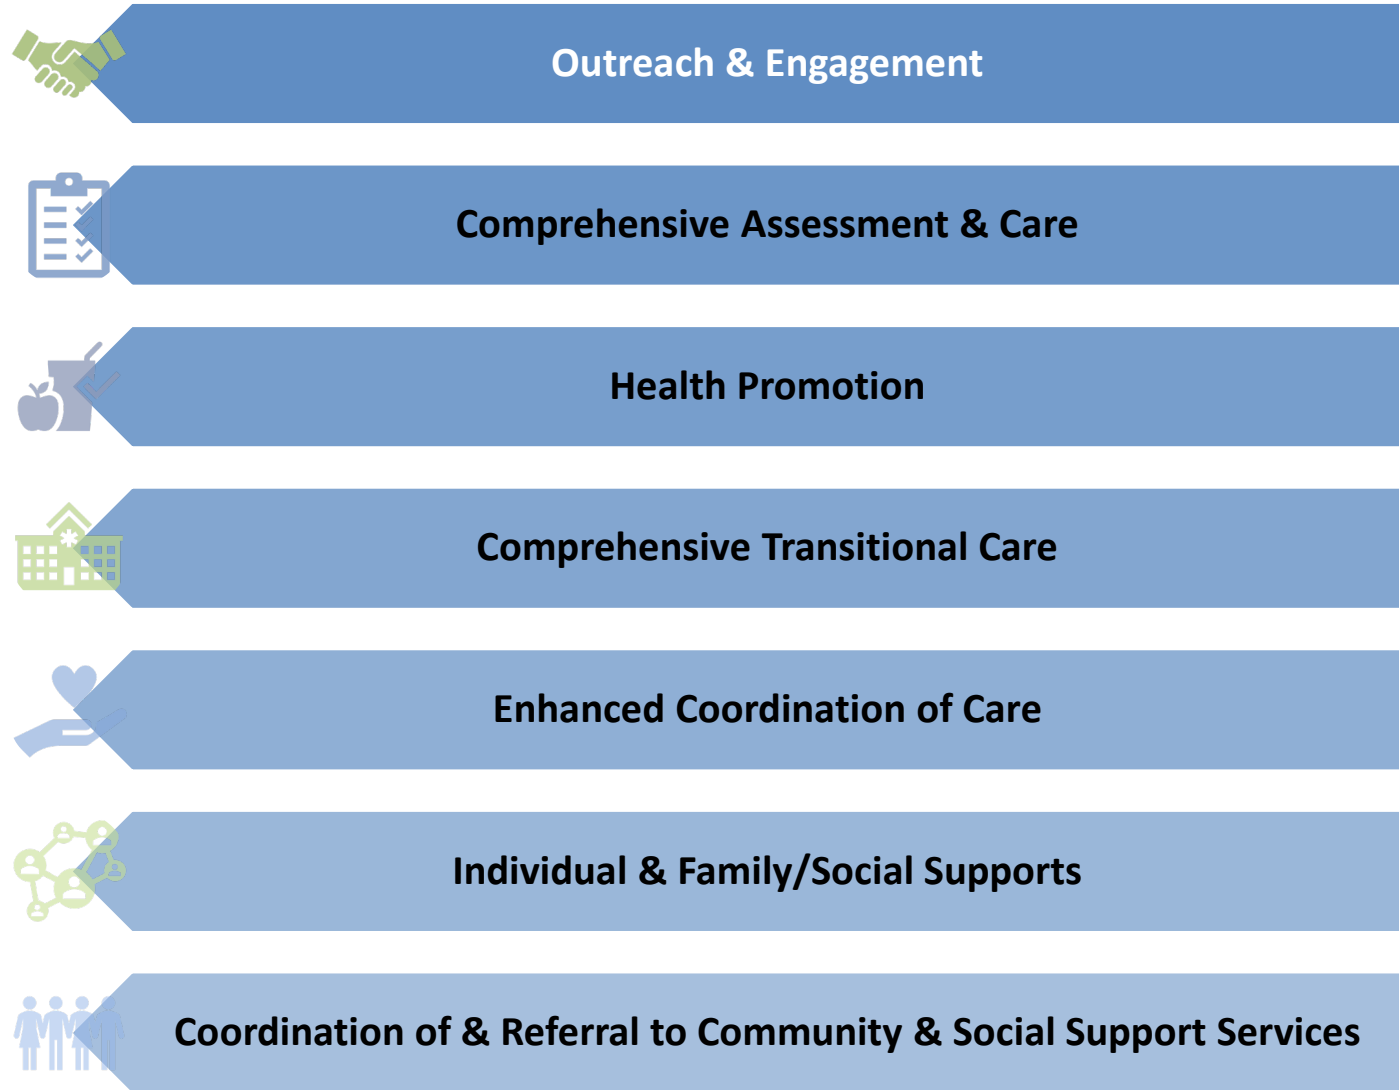 Outreach & Engagement
Comprehensive Assessment & Care
Health Promotion
Comprehensive Transitional Care
Enhanced Coordination of Care
Individual & Family/Social Supports
Coordination of & Referral to Community & Social Support Services